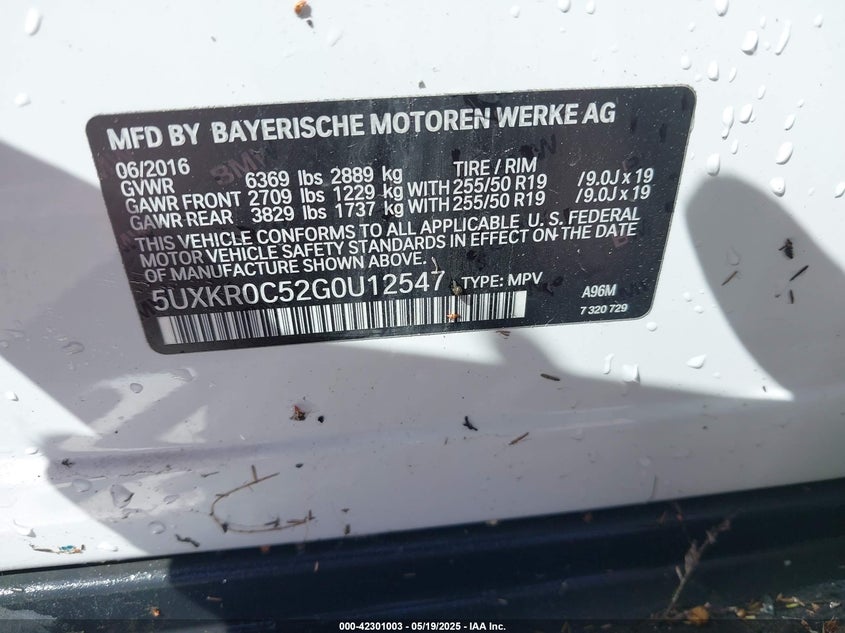 MFD BY BAYERISCHE MOTOREN WERKE AG
06/2016 TIRE / RIM
GVWR 6369 lbs 2889 kg
GAWR FRONT 2709 lbs 1229 kg WITH 255/50 R19 /9.0J x 19
GAWR REAR 3829 lbs 1737 kg WITH 255/50 R19 /9.0J x 19
THIS VEHICLE CONFORMS TO ALL APPLICABLE U. S. FEDERAL
MOTOR VEHICLE SAFETY STANDARDS IN EFFECT ON THE DATE
OF MANUFACTURE SHOWN ABOVE.
5UXKR0C52G0U12547 TYPE: MPV
A96M
7 320 729
000-42301003 — 05/19/2025 — IAA Inc.